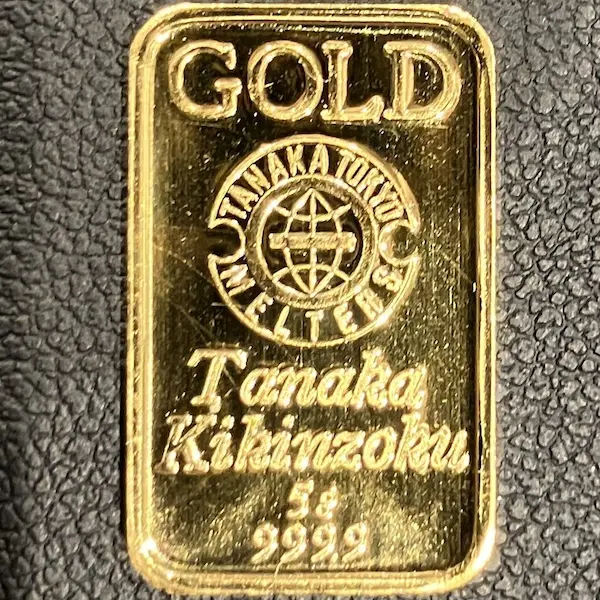 GOLD
TANAKA TOKYO
MELTERS
Tanaka
Kikinzoku
5g
9999